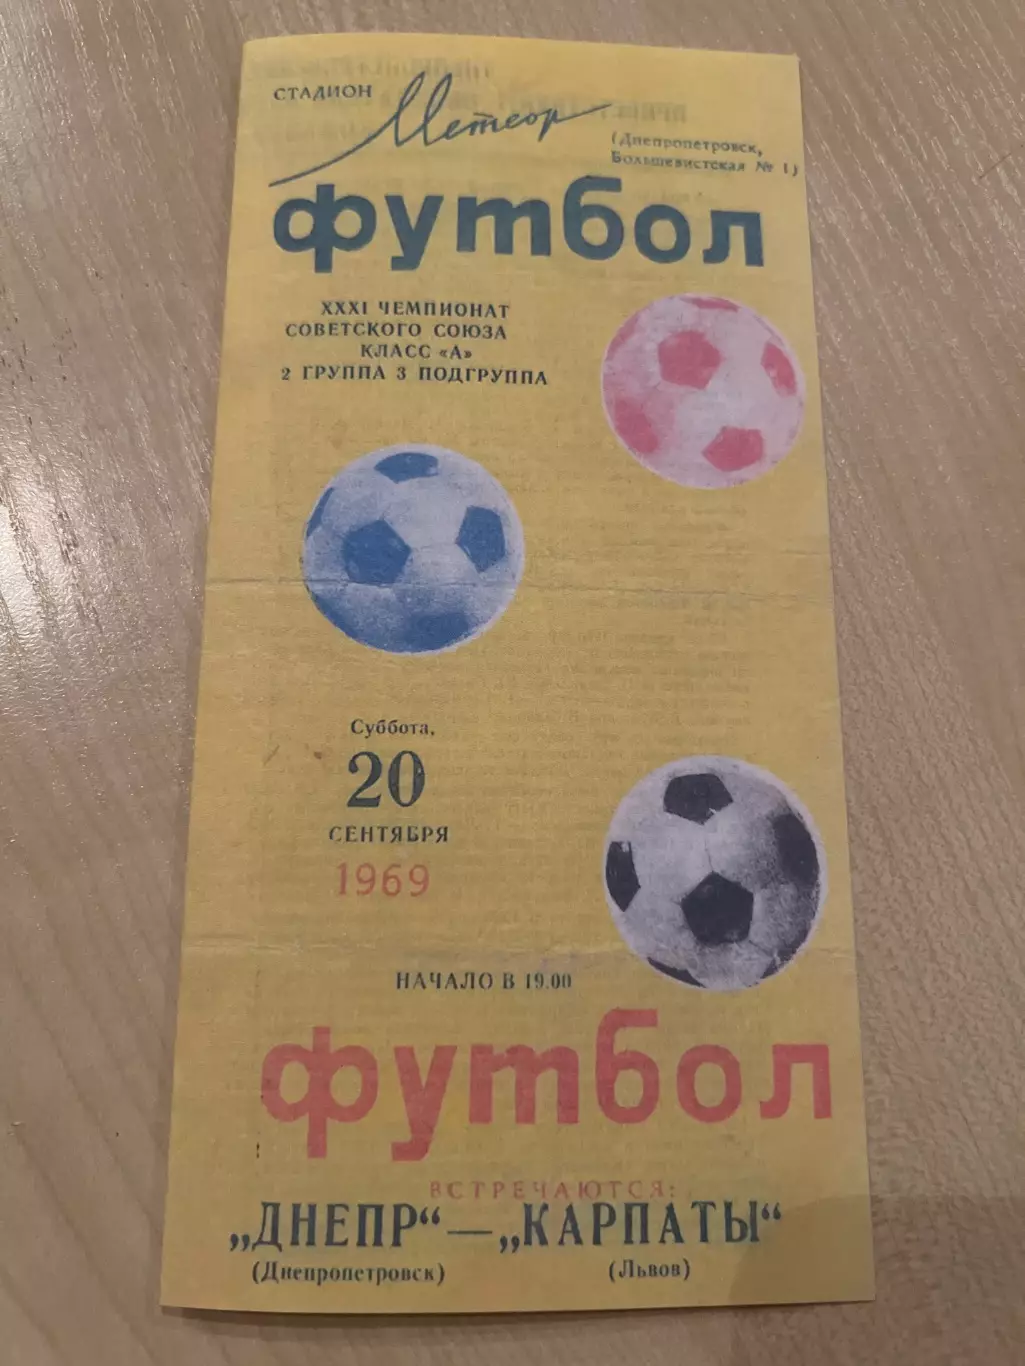 СТАДИОН Метеор
(Днепропетровск,
Большевистская № 1)
футбол
XXXI ЧЕМПИОНАТ
СОВЕТСКОГО СОЮЗА
КЛАСС «А»
2 ГРУППА 3 ПОДГРУППА
Суббота,
20
СЕНТЯБРЯ
1969
НАЧАЛО В 19.00
футбол
ВСТРЕЧАЮТСЯ:
„ДНЕПР“ — „КАРПАТЫ“
(Днепропетровск) (Львов)